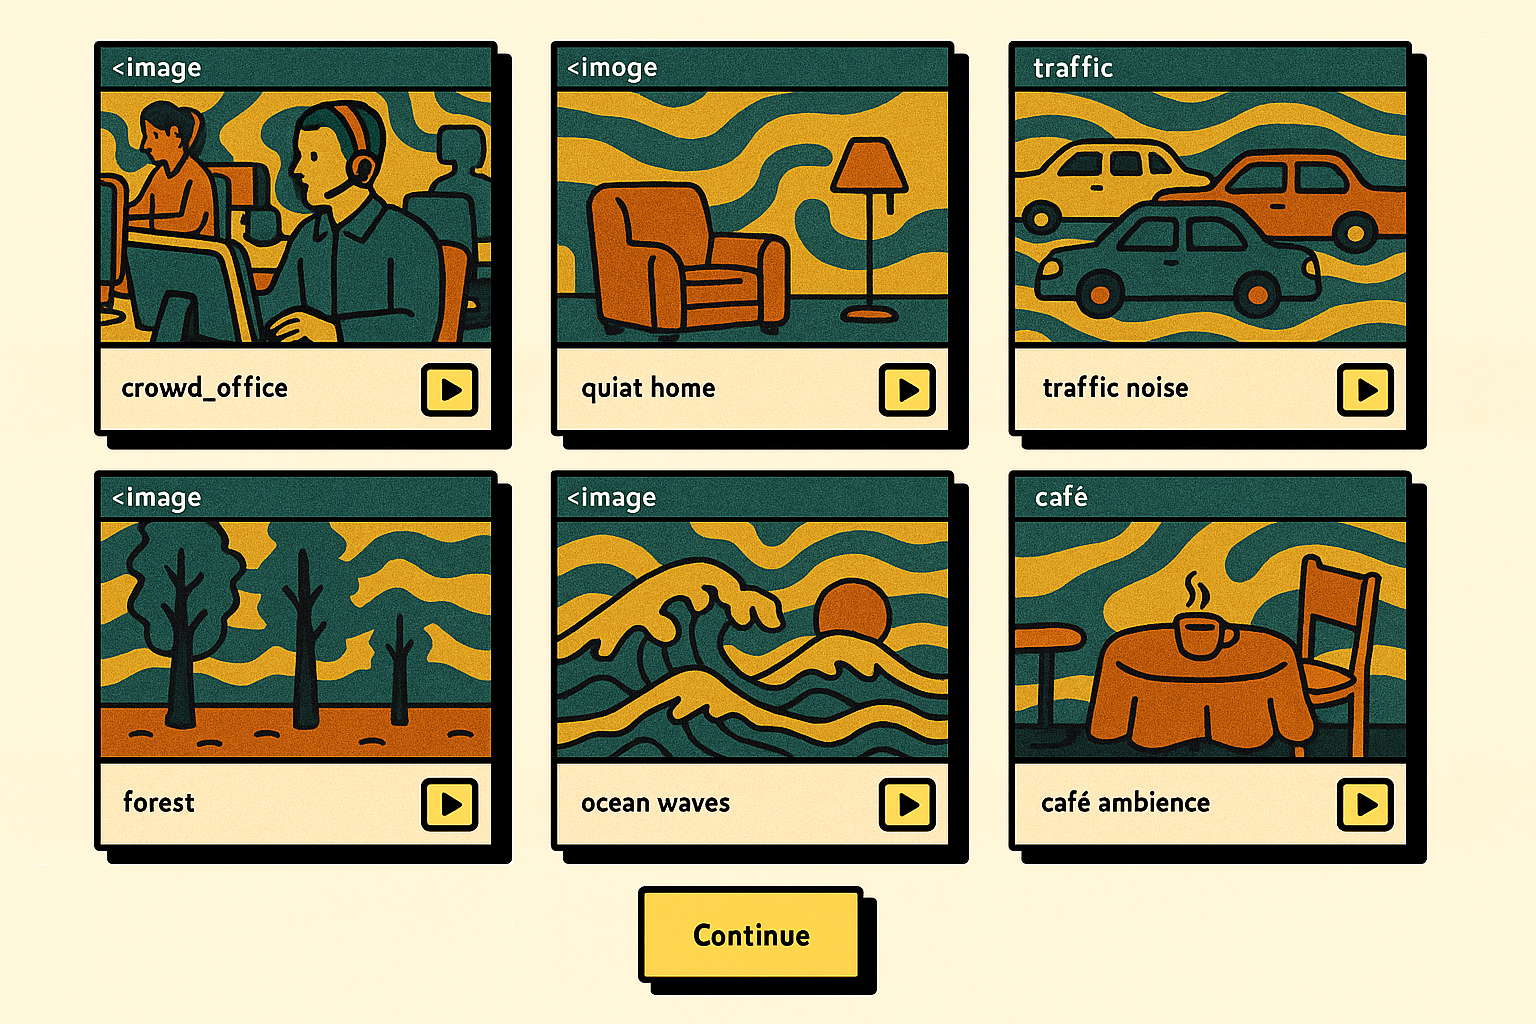 <image
<imoge
traffic
crowd_office
quiat home
traffic noise
<image
<image
café
forest
ocean waves
café ambience
Continue